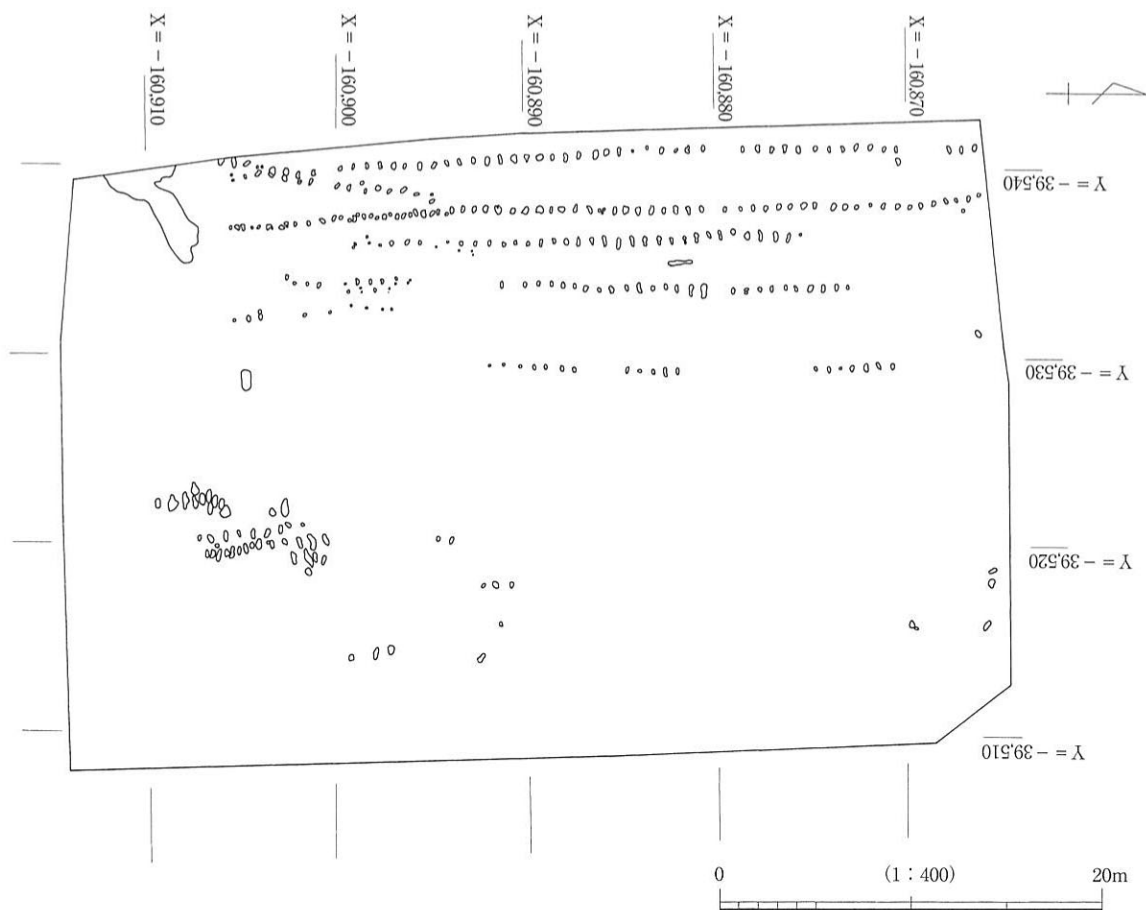 X = − 160,910
X = − 160,900
X = − 160,890
X = − 160,880
X = − 160,870
Y = − 39,540
Y = − 39,530
Y = − 39,520
Y = − 39,510
0 (1：400) 20m